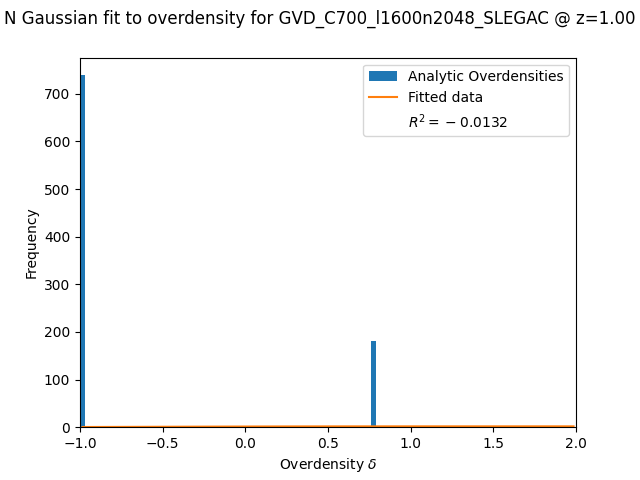 N Gaussian fit to overdensity for GVD_C700_l1600n2048_SLEGAC @ z=1.00
Analytic Overdensities
Fitted data
R² = − 0.0132
Frequency
700
600
500
400
300
200
100
0
−1.0 −0.5 0.0 0.5 1.0 1.5 2.0
Overdensity δ